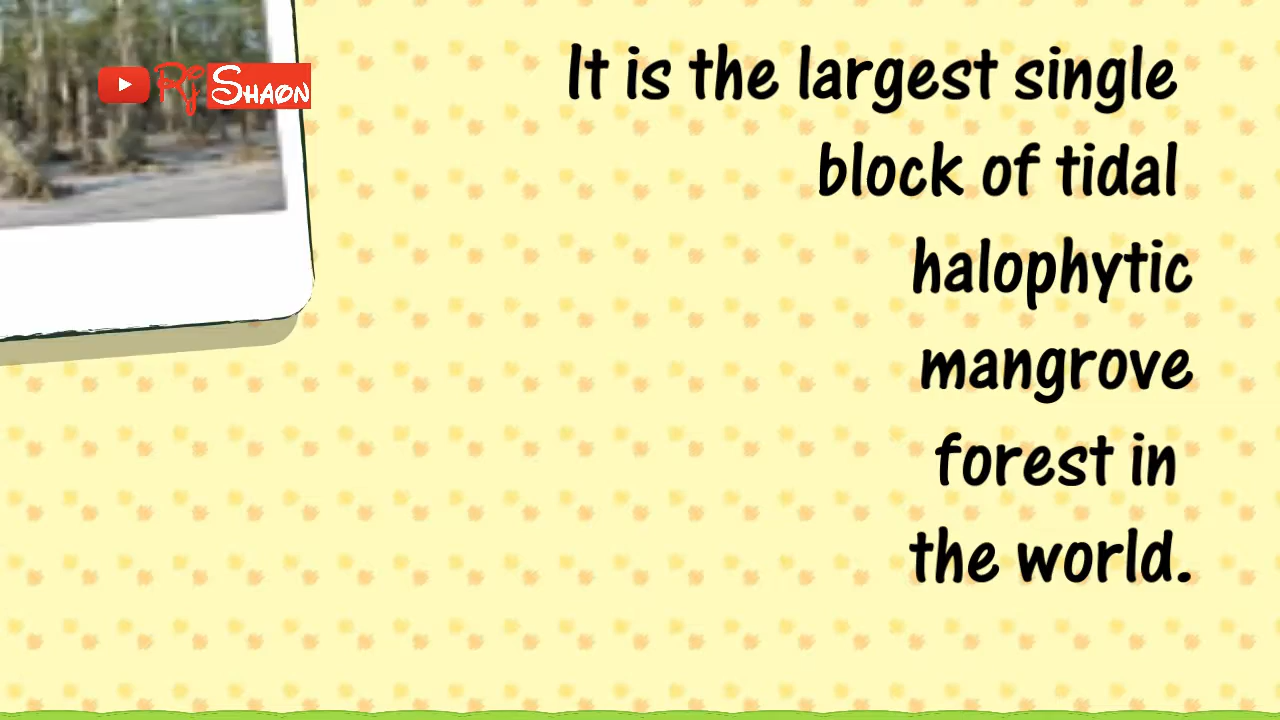 RJ SHAON
It is the largest single
block of tidal
halophytic
mangrove
forest in
the world.